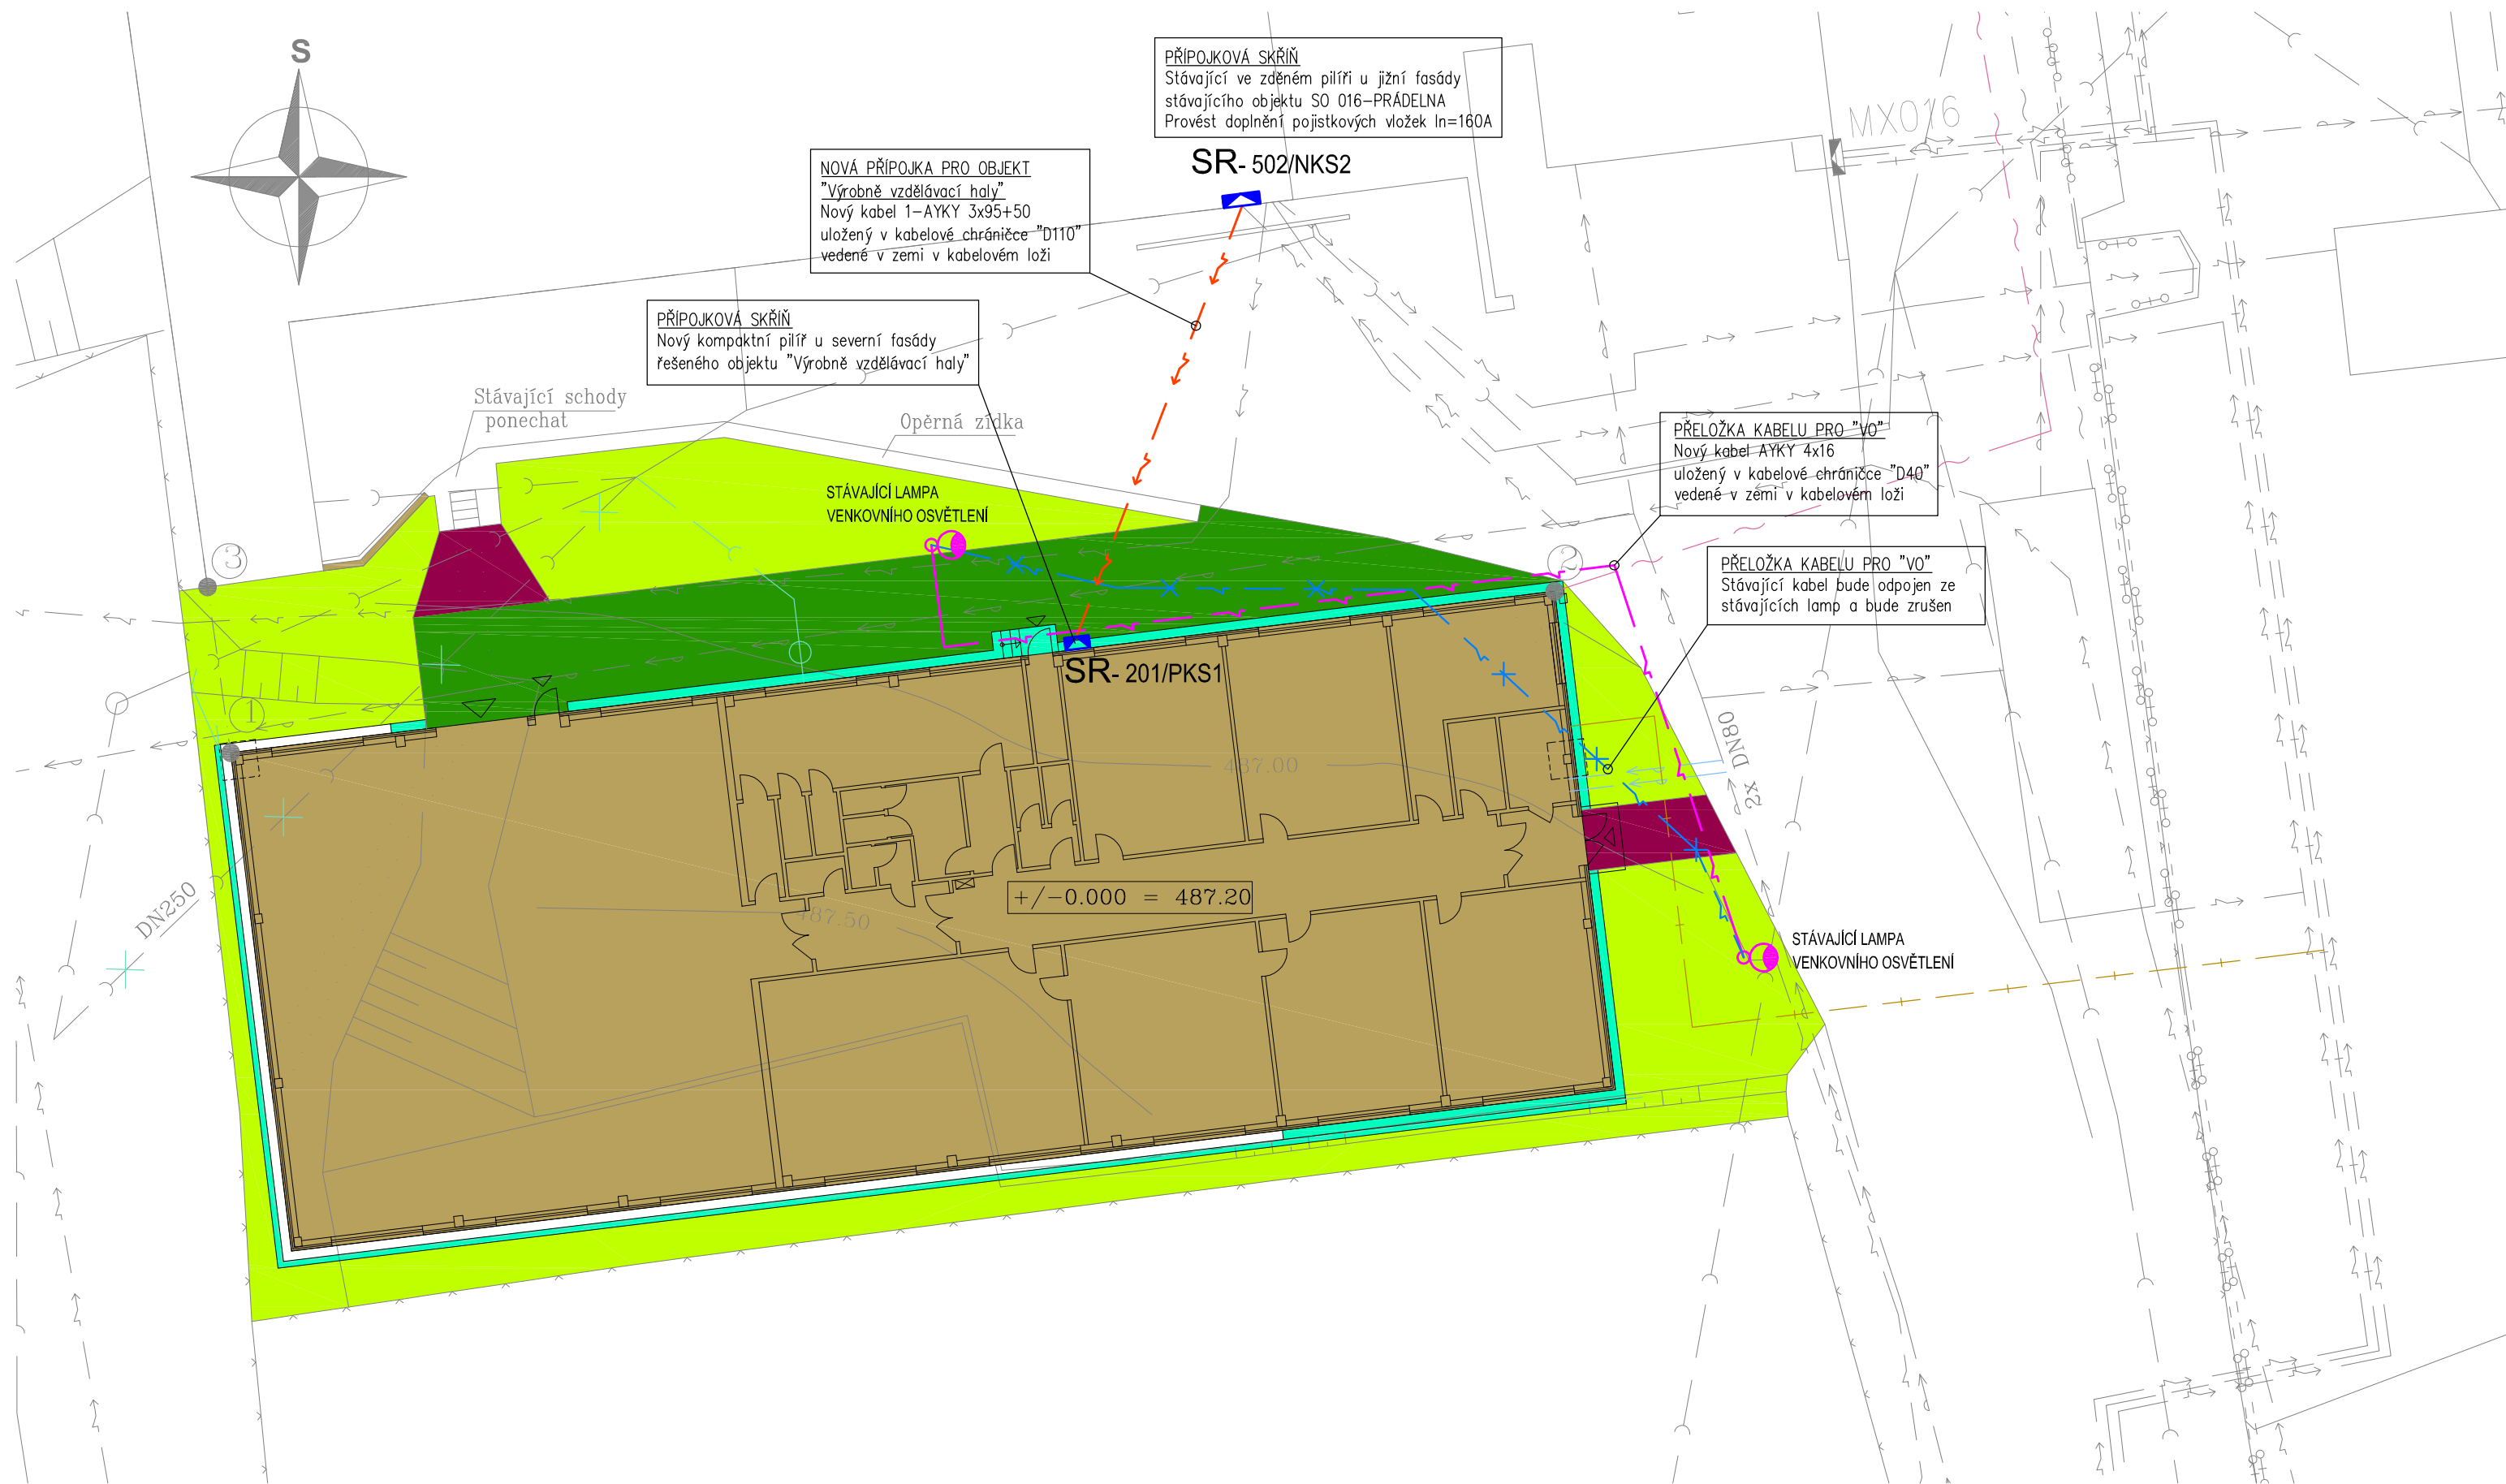 S
PŘÍPOJKOVÁ SKŘÍŇ
Stávající ve zděném pilíři u jižní fasády
stávajícího objektu SO 016-PRÁDELNA
Provést doplnění pojistkových vložek In=160A
SR- 502/NKS2
MX016
NOVÁ PŘÍPOJKA PRO OBJEKT
"Výrobně vzdělávací haly"
Nový kabel 1-AYKY 3x95+50
uložený v kabelové chráničce "D110"
vedené v zemi v kabelovém loži
PŘÍPOJKOVÁ SKŘÍŇ
Nový kompaktní pilíř u severní fasády
řešeného objektu "Výrobně vzdělávací haly"
Stávající schody
ponechat
Opěrná zídka
PŘELOŽKA KABELU PRO "VO"
Nový kabel AYKY 4x16
uložený v kabelové chráničce "D40"
vedené v zemi v kabelovém loži
STÁVAJÍCÍ LAMPA
VENKOVNÍHO OSVĚTLENÍ
PŘELOŽKA KABELU PRO "VO"
Stávající kabel bude odpojen ze
stávajících lamp a bude zrušen
3
2
1
SR- 201/PKS1
487.00
2x DN80
+/-0.000 = 487.20
487.50
DN250
STÁVAJÍCÍ LAMPA
VENKOVNÍHO OSVĚTLENÍ